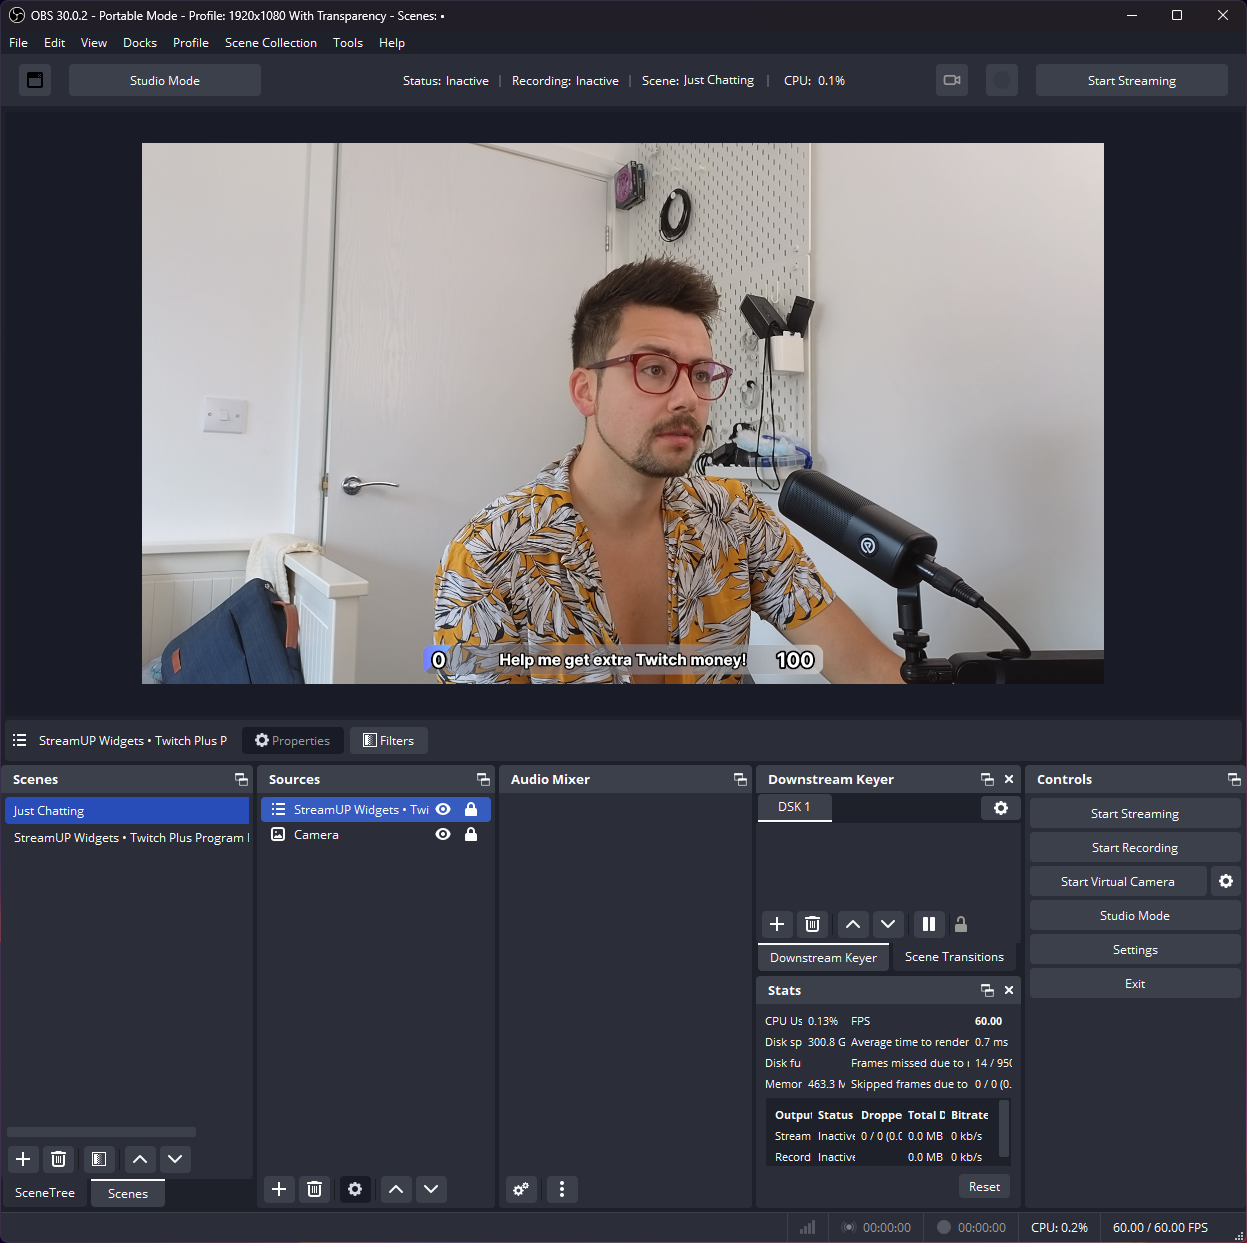 OBS 30.0.2 - Portable Mode - Profile: 1920x1080 With Transparency - Scenes: •
File Edit View Docks Profile Scene Collection Tools Help
Studio Mode
Status: Inactive | Recording: Inactive | Scene: Just Chatting | CPU: 0.1%
Start Streaming
0 Help me get extra Twitch money! 100
StreamUP Widgets • Twitch Plus P
Properties
Filters
Scenes
Just Chatting
StreamUP Widgets • Twitch Plus Program
SceneTree
Scenes
Sources
StreamUP Widgets • Twi
Camera
Audio Mixer
Downstream Keyer
DSK 1
Downstream Keyer
Scene Transitions
Stats
CPU Us 0.13% FPS 60.00
Disk sp 300.8 G Average time to render 0.7 ms
Disk fu Frames missed due to 14 / 950
Memor 463.3 M Skipped frames due to 0 / 0 (0.
Output Status Droppe Total D Bitrate
Stream Inactive 0 / 0 (0.0 0.0 MB 0 kb/s
Record Inactive 0.0 MB 0 kb/s
Reset
Controls
Start Streaming
Start Recording
Start Virtual Camera
Studio Mode
Settings
Exit
00:00:00
00:00:00
CPU: 0.2%
60.00 / 60.00 FPS